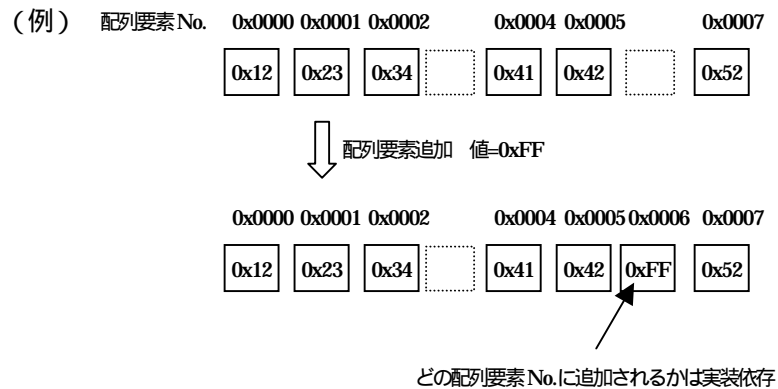 (例) 配列要素No. 0x0000 0x0001 0x0002 0x0004 0x0005 0x0007
0x12 0x23 0x34 0x41 0x42 0x52
配列要素追加 値=0xFF
0x0000 0x0001 0x0002 0x0004 0x0005 0x0006 0x0007
0x12 0x23 0x34 0x41 0x42 0xFF 0x52
どの配列要素No.に追加されるかは実装依存